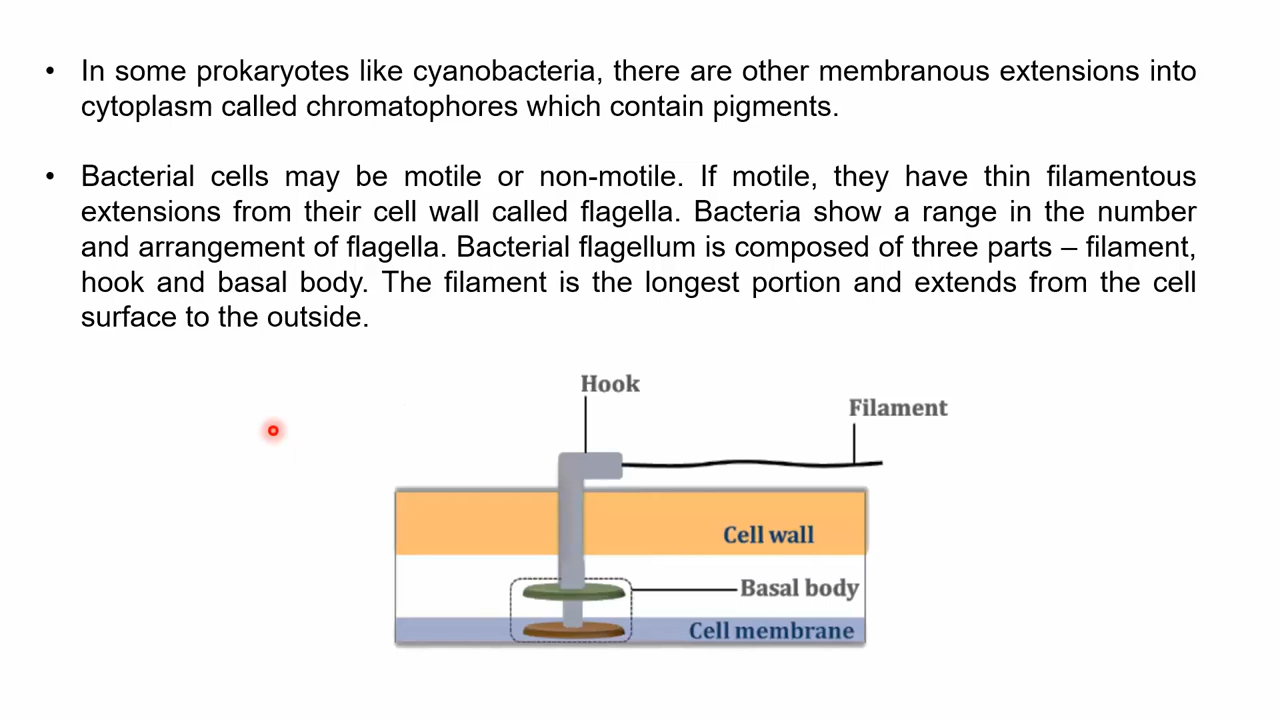 • In some prokaryotes like cyanobacteria, there are other membranous extensions into
cytoplasm called chromatophores which contain pigments.
• Bacterial cells may be motile or non-motile. If motile, they have thin filamentous
extensions from their cell wall called flagella. Bacteria show a range in the number
and arrangement of flagella. Bacterial flagellum is composed of three parts – filament,
hook and basal body. The filament is the longest portion and extends from the cell
surface to the outside.
Hook
Filament
Cell wall
Basal body
Cell membrane